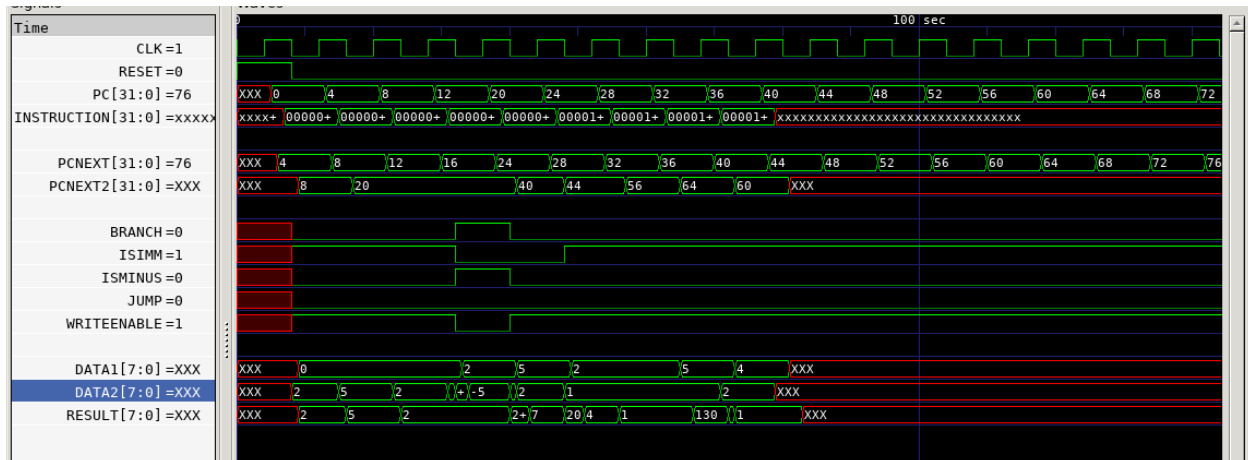 Signals Waves
Time 0 100 sec
CLK =1
RESET =0
PC[31:0] =76 XXX 0 4 8 12 20 24 28 32 36 40 44 48 52 56 60 64 68 72
INSTRUCTION[31:0] =xxxxx xxxx+ 00000+ 00000+ 00000+ 00000+ 00000+ 00001+ 00001+ 00001+ 00001+ xxxxxxxxxxxxxxxxxxxxxxxxxxxxxxxx
PCNEXT[31:0] =76 XXX 4 8 12 16 24 28 32 36 40 44 48 52 56 60 64 68 72 76
PCNEXT2[31:0] =XXX XXX 8 20 40 44 56 64 60 XXX
BRANCH =0
ISIMM =1
ISMINUS =0
JUMP =0
WRITEENABLE =1
DATA1[7:0] =XXX XXX 0 2 5 2 5 4 XXX
DATA2[7:0] =XXX XXX 2 5 2 + -5 2 1 2 XXX
RESULT[7:0] =XXX XXX 2 5 2 2+ 7 20 4 1 130 1 XXX